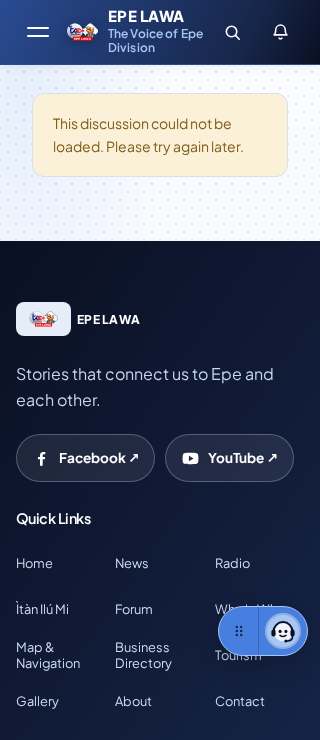 EPE LAWA
The Voice of Epe
Division
This discussion could not be
loaded. Please try again later.
EPE LAWA
Stories that connect us to Epe and
each other.
Facebook ↗
YouTube ↗
Quick Links
Home
News
Radio
Ìtàn Ilú Mi
Forum
Map &
Navigation
Business
Directory
Tourism
Gallery
About
Contact